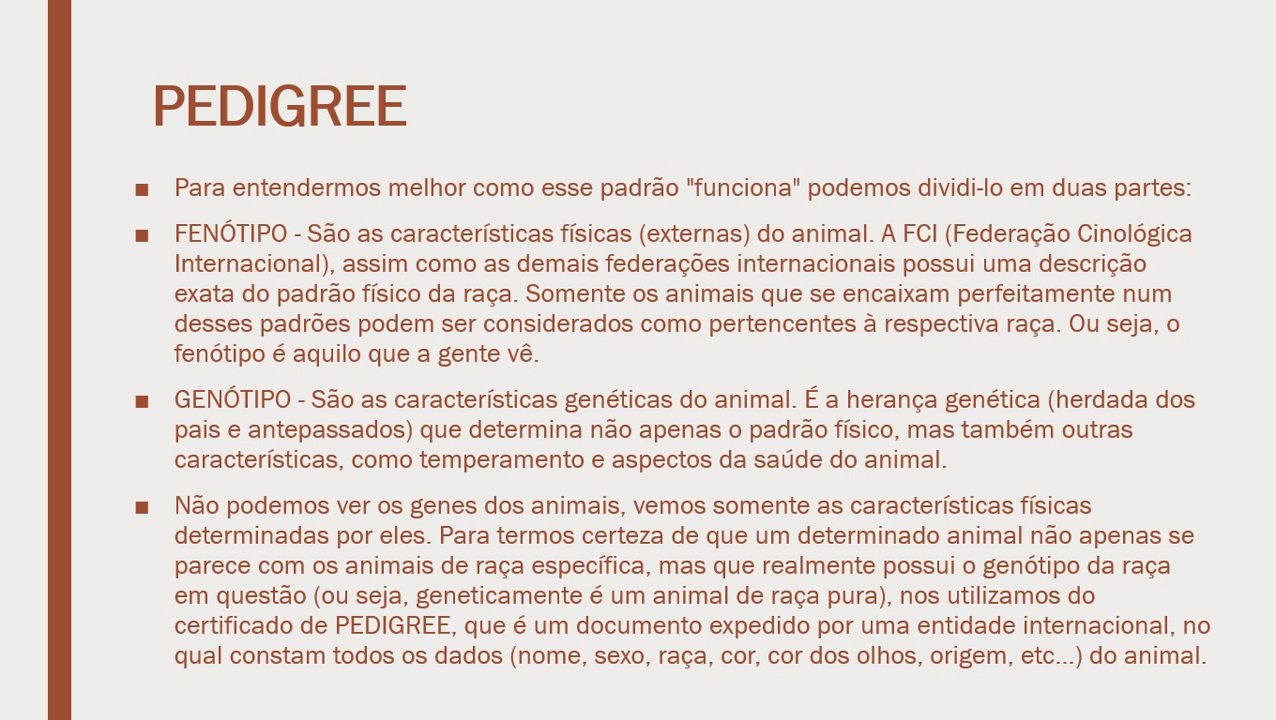 PEDIGREE
▪ Para entendermos melhor como esse padrão "funciona" podemos dividi-lo em duas partes:
▪ FENÓTIPO - São as características físicas (externas) do animal. A FCI (Federação Cinológica
Internacional), assim como as demais federações internacionais possui uma descrição
exata do padrão físico da raça. Somente os animais que se encaixam perfeitamente num
desses padrões podem ser considerados como pertencentes à respectiva raça. Ou seja, o
fenótipo é aquilo que a gente vê.
▪ GENÓTIPO - São as características genéticas do animal. É a herança genética (herdada dos
pais e antepassados) que determina não apenas o padrão físico, mas também outras
características, como temperamento e aspectos da saúde do animal.
▪ Não podemos ver os genes dos animais, vemos somente as características físicas
determinadas por eles. Para termos certeza de que um determinado animal não apenas se
parece com os animais de raça específica, mas que realmente possui o genótipo da raça
em questão (ou seja, geneticamente é um animal de raça pura), nos utilizamos do
certificado de PEDIGREE, que é um documento expedido por uma entidade internacional, no
qual constam todos os dados (nome, sexo, raça, cor, cor dos olhos, origem, etc...) do animal.